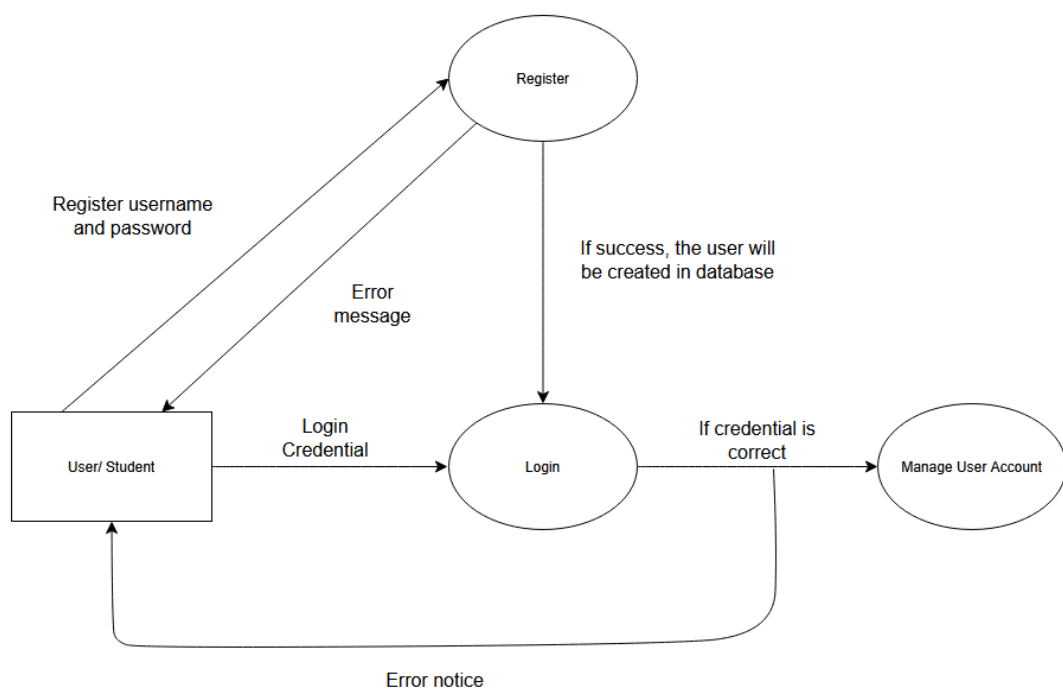 Register
Register username
and password
If success, the user will
be created in database
Error
message
Login
Credential
If credential is
correct
User/ Student
Login
Manage User Account
Error notice